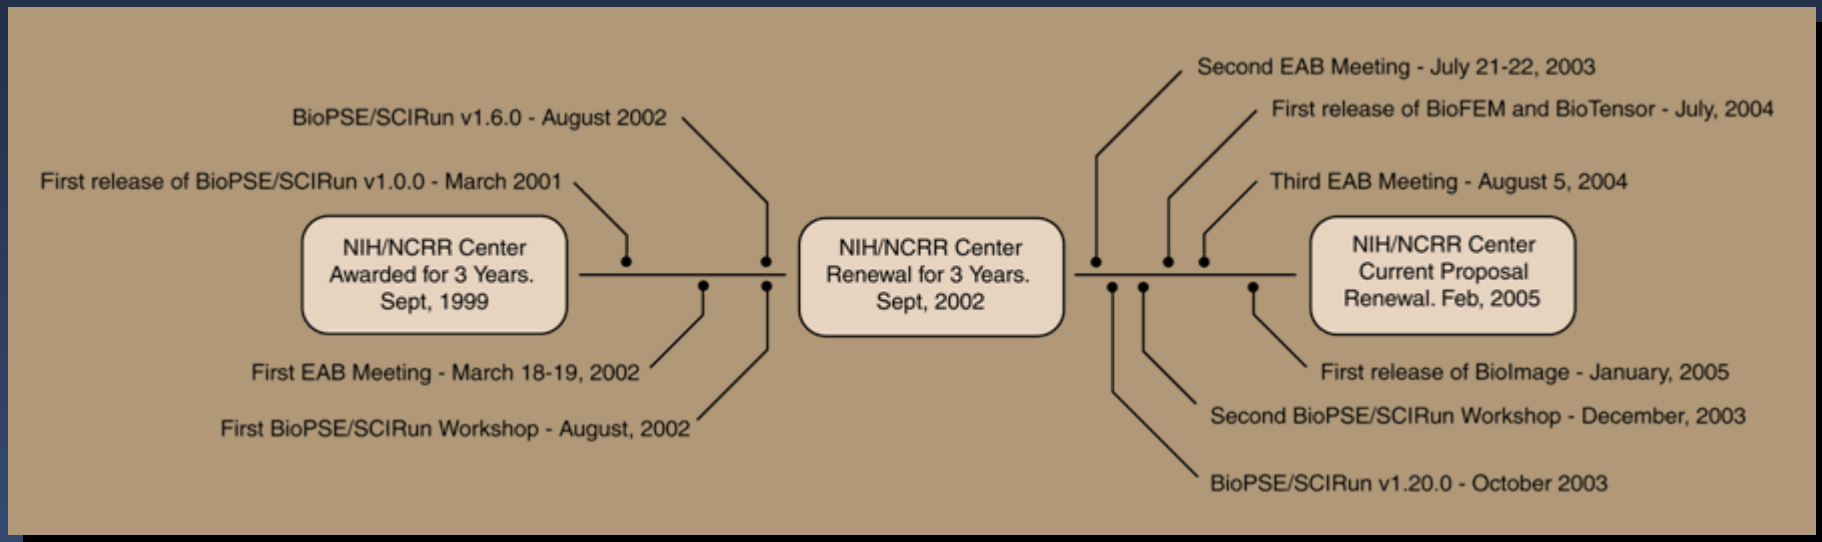 Second EAB Meeting - July 21-22, 2003
First release of BioFEM and BioTensor - July, 2004
BioPSE/SCIRun v1.6.0 - August 2002
First release of BioPSE/SCIRun v1.0.0 - March 2001
Third EAB Meeting - August 5, 2004
NIH/NCRR Center
Awarded for 3 Years.
Sept, 1999
NIH/NCRR Center
Renewal for 3 Years.
Sept, 2002
NIH/NCRR Center
Current Proposal
Renewal. Feb, 2005
First EAB Meeting - March 18-19, 2002
First release of BioImage - January, 2005
Second BioPSE/SCIRun Workshop - December, 2003
First BioPSE/SCIRun Workshop - August, 2002
BioPSE/SCIRun v1.20.0 - October 2003